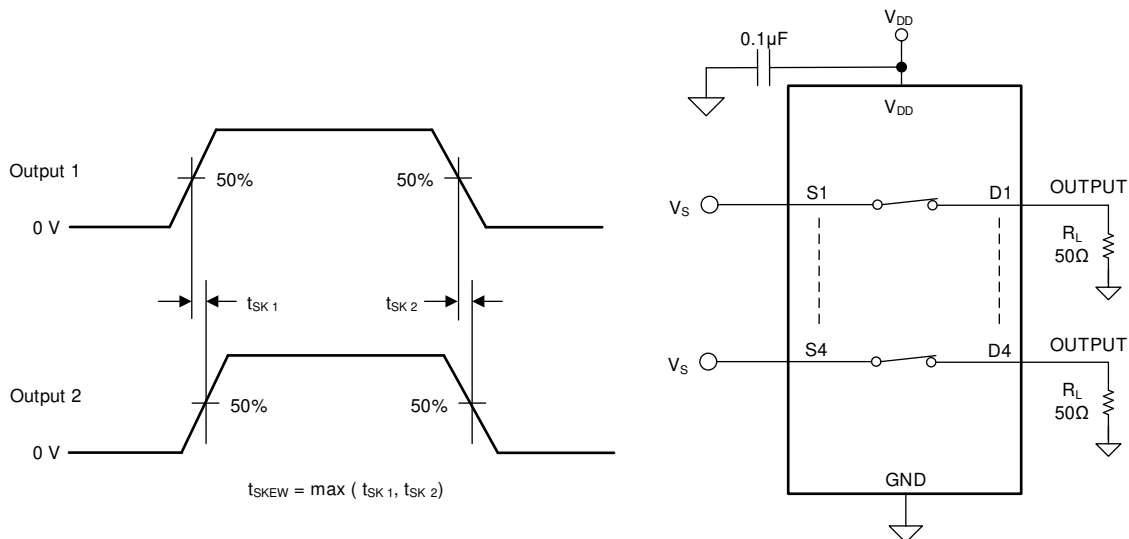 Output 1
50%
50%
0 V
tSK 1
tSK 2
Output 2
50%
50%
0 V
tSKEW = max ( tSK 1, tSK 2)
VDD
0.1µF
VDD
VS
S1
D1
OUTPUT
RL
50Ω
VS
S4
D4
OUTPUT
RL
50Ω
GND